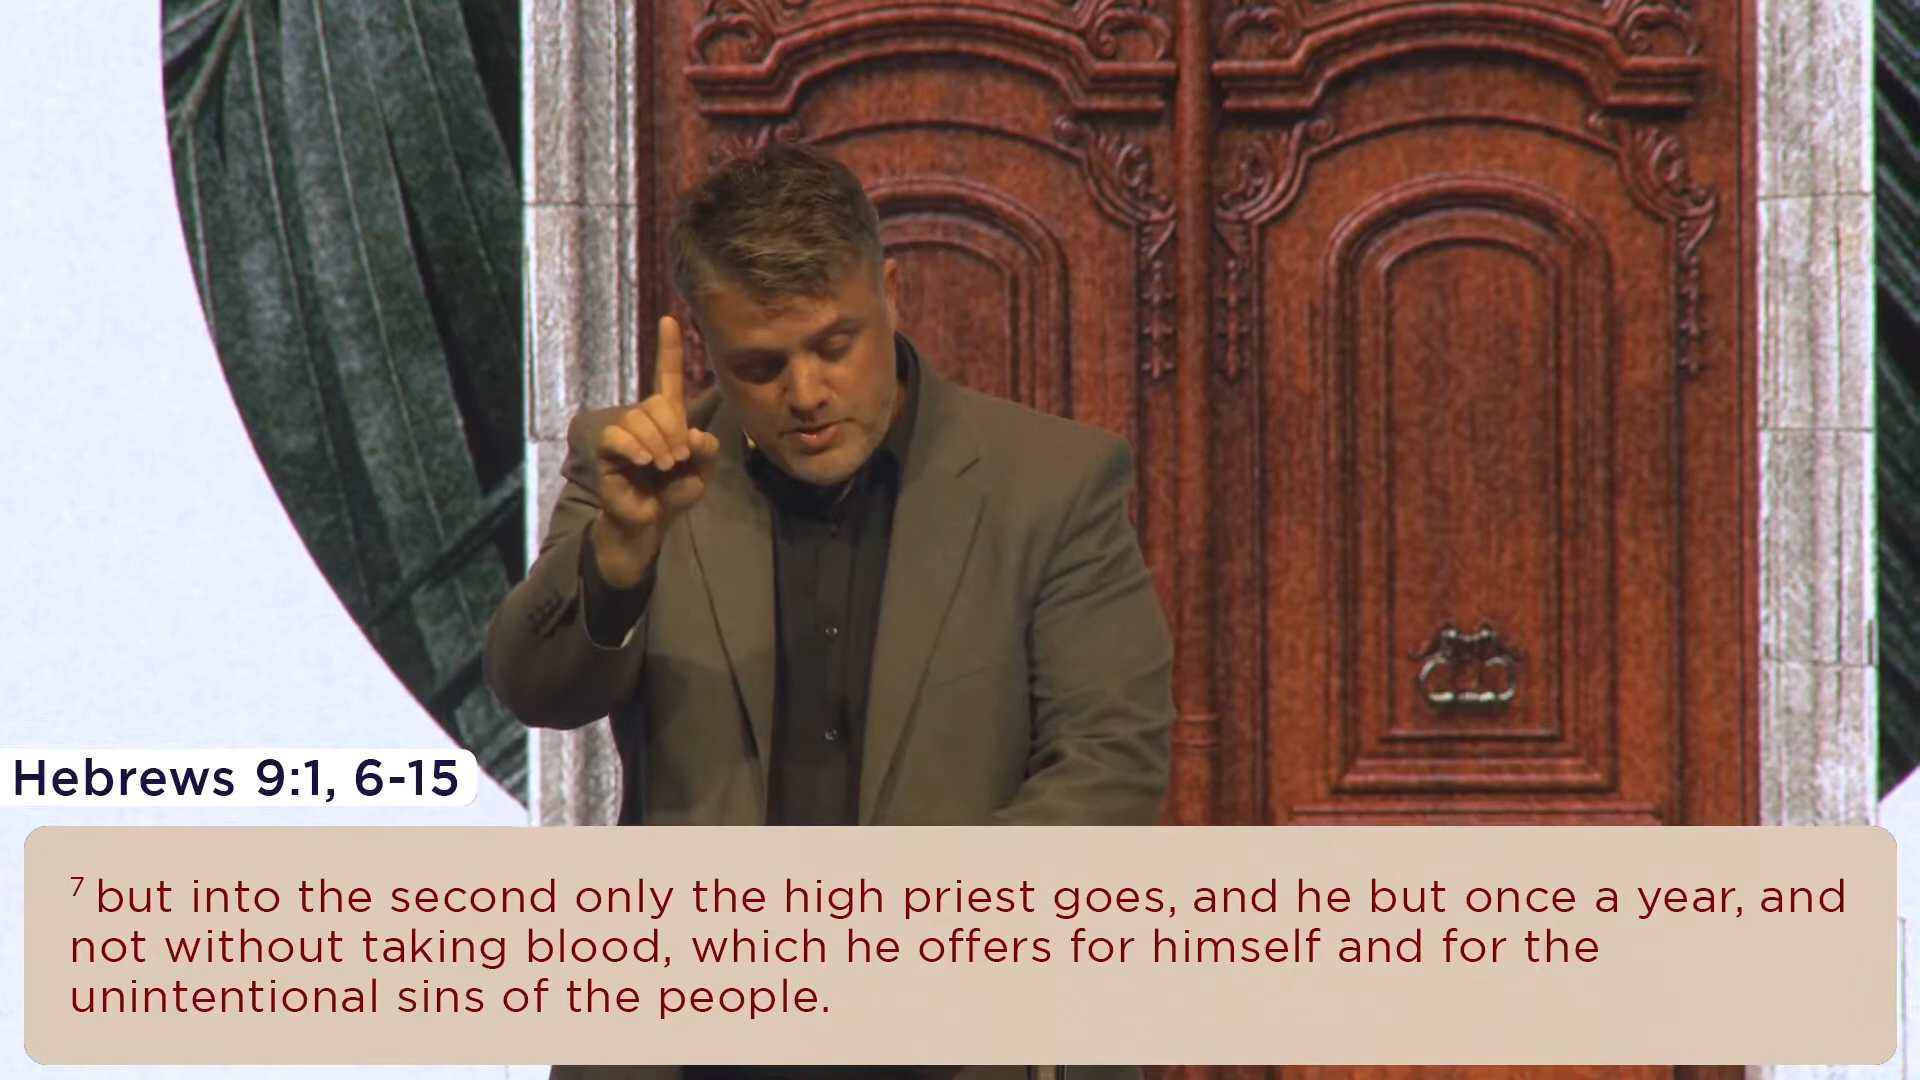 Hebrews 9:1, 6-15
7 but into the second only the high priest goes, and he but once a year, and
not without taking blood, which he offers for himself and for the
unintentional sins of the people.